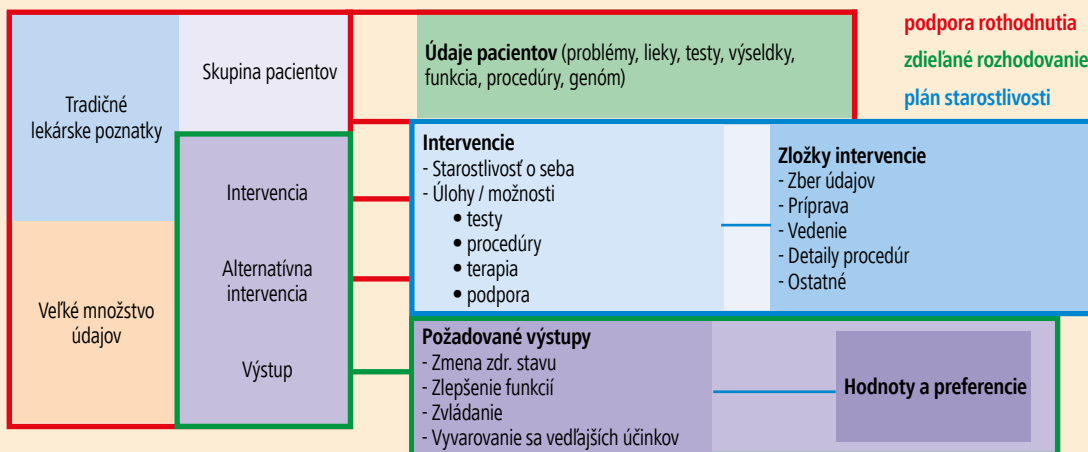 Tradičné
lekárske poznatky
Veľké množstvo
údajov
Skupina pacientov
Intervencia
Alternatívna
intervencia
Výstup
Údaje pacientov (problémy, lieky, testy, výseldky,
funkcia, procedúry, genóm)
Intervencie
- Starostlivosť o seba
- Úlohy / možnosti
• testy
• procedúry
• terapia
• podpora
Zložky intervencie
- Zber údajov
- Príprava
- Vedenie
- Detaily procedúr
- Ostatné
Požadované výstupy
- Zmena zdr. stavu
- Zlepšenie funkcií
- Zvládanie
- Vyvarovanie sa vedľajších účinkov
Hodnoty a preferencie
podpora rothodnutia
zdieľané rozhodovanie
plán starostlivosti